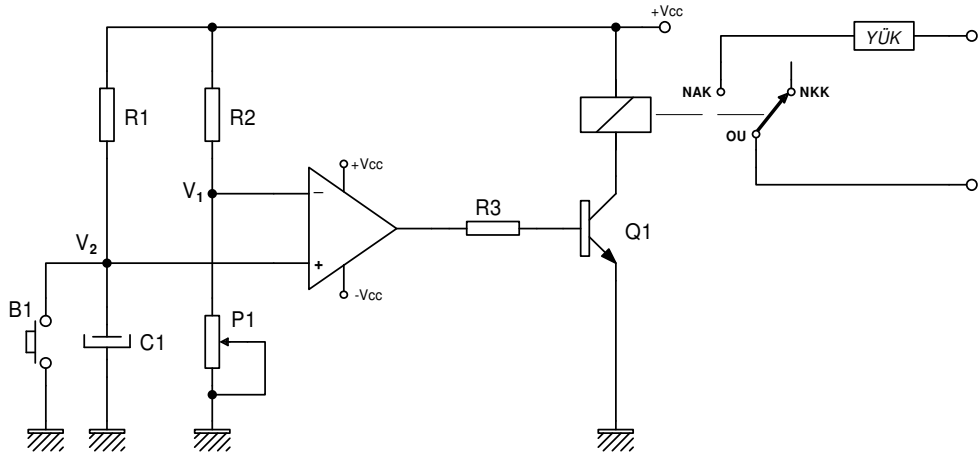 +Vcc
YÜK
R1
R2
NAK
NKK
OU
+Vcc
V1
−
R3
Q1
V2
+
-Vcc
B1
C1
P1